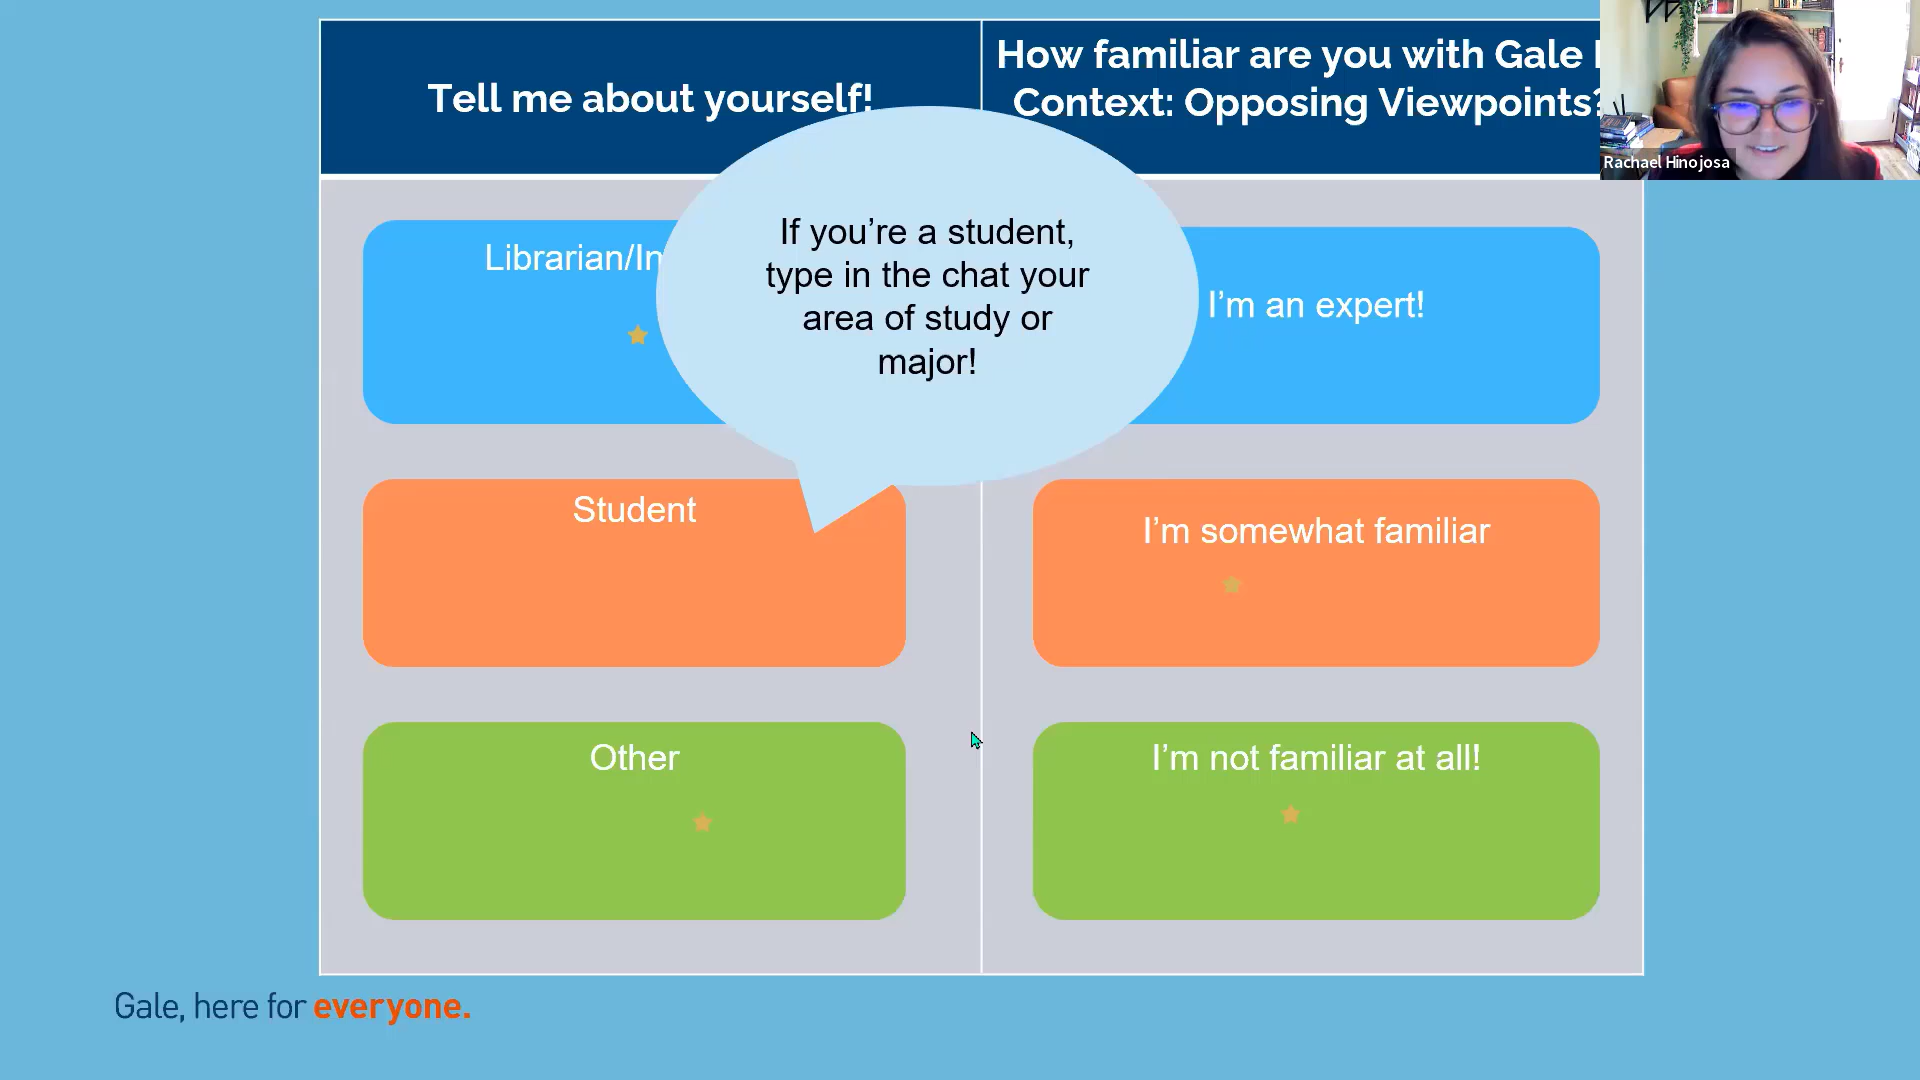 Tell me about yourself!
How familiar are you with Gale
Context: Opposing Viewpoints?
Rachael Hinojosa
If you’re a student,
type in the chat your
area of study or
major!
Librarian/In
I’m an expert!
Student
I’m somewhat familiar
Other
I’m not familiar at all!
Gale, here for everyone.